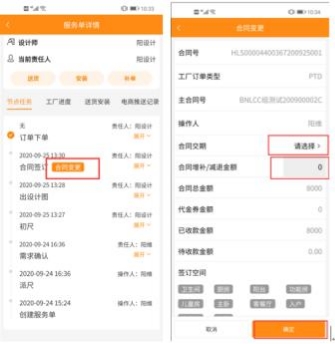 10:33
服务单详情
设计师 阳设计
当前责任人 阳设计
送货 安装 补单
节点任务 工厂进度 送货安装 电商推送记录
无 责任人：阳设计
订单下单 展开
2020-09-25 13:30 责任人：阳设计
合同签订 合同变更 展开
2020-09-25 13:28 责任人：阳设计
出设计图 展开
2020-09-25 13:27 责任人：阳设计
初尺 展开
2020-09-24 16:36 责任人：阳维
需求确认 展开
2020-09-24 16:36 操作人：阳维
派尺
2020-09-24 15:24 操作人：阳维
创建服务单
10:34
合同变更
合同号 HLS00004400367200925001
工厂订单类型 PTD
主合同号 BNLCC组测试200900002C
操作人 阳维
合同交期 请选择
合同增补/减退金额 0
合同总金额 8000
代金券金额 0
已收款金额 8000
待收款金额 0.00
签订空间
卫生间 厨房 阳台 功能房
儿童房 主卧 客餐厅 入户
取消 确定